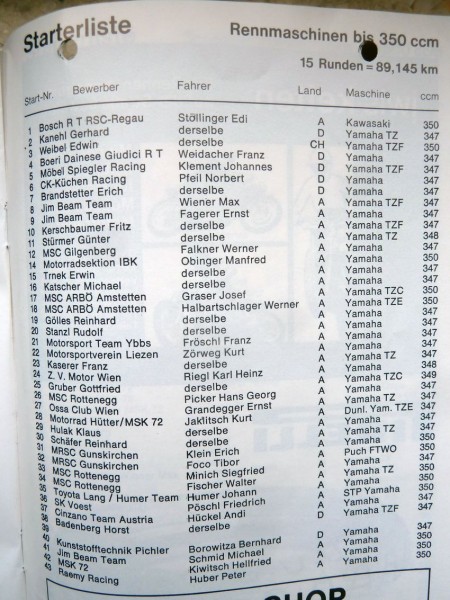 Starterliste
Rennmaschinen bis 350 ccm
15 Runden = 89,145 km
Start-Nr. Bewerber Fahrer Land Maschine ccm
1 Bosch R T RSC-Regau Stöllinger Edi A Kawasaki 350
2 Kanehl Gerhard derselbe D Yamaha TZ 347
3 Weibel Edwin derselbe CH Yamaha TZF 350
4 Boeri Dainese Giudici R T Weidacher Franz A Yamaha 347
5 Möbel Spiegler Racing Klement Johannes D Yamaha TZF 350
6 CK-Küchen Racing Pfeil Norbert D Yamaha 347
7 Brandstetter Erich derselbe D Yamaha 347
8 Jim Beam Team Wiener Max A Yamaha TZF 347
9 Jim Beam Team Fagerer Ernst A Yamaha 347
10 Kerschbaumer Fritz derselbe A Yamaha TZF 347
11 Stürmer Günter derselbe A Yamaha TZ 348
12 MSC Gilgenberg Falkner Werner A Yamaha 347
14 Motorradsektion IBK Obinger Manfred A Yamaha 350
15 Trnek Erwin derselbe A Yamaha 347
16 Katscher Michael derselbe A Yamaha 347
17 MSC ARBÖ Amstetten Graser Josef A Yamaha TZC 350
18 MSC ARBÖ Amstetten Halbartschlager Werner A Yamaha TZE 350
19 Gölles Reinhard derselbe A Yamaha 347
20 Stanzl Rudolf derselbe A Yamaha 347
21 Motorsport Team Ybbs Fröschl Franz A Yamaha 347
22 Motorsportverein Liezen Zörweg Kurt A Yamaha TZ 347
23 Kaserer Franz derselbe A Yamaha 348
24 Z. V. Motor Wien Riegl Karl Heinz A Yamaha TZC 349
25 Gruber Gottfried derselbe A Yamaha 347
26 MSC Rottenegg Picker Hans Georg A Yamaha TZ 347
27 Ossa Club Wien Grandegger Ernst A Dunl. Yam. TZE 347
28 Motorrad Hütter/MSK 72 Jaklitsch Kurt A Yamaha 347
29 Hulak Klaus derselbe A Yamaha TZ 347
30 Schäfer Reinhard derselbe A Yamaha 350
31 MRSC Gunskirchen Klein Erich A Puch FTWO 350
32 MRSC Gunskirchen Foco Tibor A Yamaha 347
33 MSC Rottenegg Minich Siegfried A Yamaha TZ 350
34 MSC Rottenegg Fischer Walter A Yamaha 350
35 Toyota Lang / Humer Team Humer Johann A STP Yamaha 350
36 SK Voest Pöschl Friedrich A Yamaha 350
37 Cinzano Team Austria Hückel Andi D Yamaha TZF 347
38 Badenberg Horst derselbe
40 Kunststofftechnik Pichler Borowitza Bernhard D Yamaha 347
41 Jim Beam Team Schmid Michael A Yamaha 350
42 MSK 72 Kiwitsch Hellfried A Yamaha 350
43 Raemy Racing Huber Peter